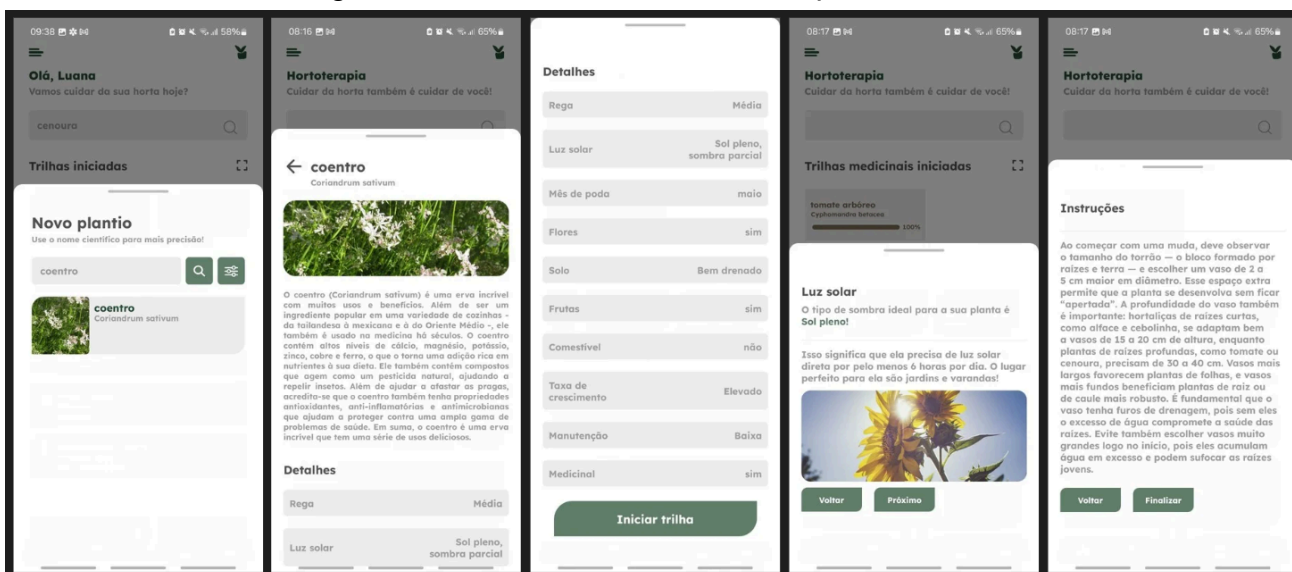 09:38 58%
Olá, Luana
Vamos cuidar da sua horta hoje?
cenoura
Trilhas iniciadas
Novo plantio
Use o nome científico para mais precisão!
coentro
coentro
Coriandrum sativum
08:16 65%
Hortoterapia
Cuidar da horta também é cuidar de você!
coentro
Coriandrum sativum
O coentro (Coriandrum sativum) é uma erva incrível
com muitos usos e benefícios. Além de ser um
ingrediente popular em uma variedade de cozinhas -
da tailandesa à mexicana e à do Oriente Médio -, ele
também é usado na medicina há séculos. O coentro
contém altos níveis de cálcio, magnésio, potássio,
zinco, cobre e ferro, o que o torna uma adição rica em
nutrientes à sua dieta. Ele também contém compostos
que agem como um pesticida natural, ajudando a
repelir insetos. Além de ajudar a afastar as pragas,
acredita-se que o coentro também tenha propriedades
antioxidantes, anti-inflamatórias e antimicrobianas
que ajudam a proteger contra uma ampla gama de
problemas de saúde. Em suma, o coentro é uma erva
incrível que tem uma série de usos deliciosos.
Detalhes
Rega Média
Luz solar Sol pleno,
sombra parcial
Detalhes
Rega Média
Luz solar Sol pleno,
sombra parcial
Mês de poda maio
Flores sim
Solo Bem drenado
Frutas sim
Comestível não
Taxa de
crescimento Elevado
Manutenção Baixa
Medicinal sim
Iniciar trilha
08:17 65%
Hortoterapia
Cuidar da horta também é cuidar de você!
Trilhas medicinais iniciadas
tomate arbóreo
Cyphomandra betacea
100%
Luz solar
O tipo de sombra ideal para a sua planta é
Sol pleno!
Isso significa que ela precisa de luz solar
direta por pelo menos 6 horas por dia. O lugar
perfeito para ela são jardins e varandas!
Voltar Próximo
08:17 65%
Hortoterapia
Cuidar da horta também é cuidar de você!
Instruções
Ao começar com uma muda, deve observar
o tamanho do torrão — o bloco formado por
raízes e terra — e escolher um vaso de 2 a
5 cm maior em diâmetro. Esse espaço extra
permite que a planta se desenvolva sem ficar
"apertada". A profundidade do vaso também
é importante: hortaliças de raízes curtas,
como alface e cebolinha, se adaptam bem
a vasos de 15 a 20 cm de altura, enquanto
plantas de raízes profundas, como tomate ou
cenoura, precisam de 30 a 40 cm. Vasos mais
largos favorecem plantas de folhas, e vasos
mais fundos beneficiam plantas de raiz ou
de caule mais robusto. É fundamental que o
vaso tenha furos de drenagem, pois sem eles
o excesso de água compromete a saúde das
raízes. Evite também escolher vasos muito
grandes logo no início, pois eles acumulam
água em excesso e podem sufocar as raízes
jovens.
Voltar Finalizar